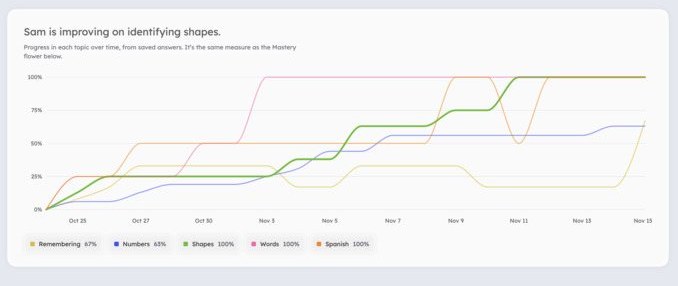 Sam is improving on identifying shapes.
Progress in each topic over time, from saved answers. It's the same measure as the Mastery
flower below.
100%
75%
50%
25%
0%
Oct 25 Oct 27 Oct 30 Nov 3 Nov 5 Nov 7 Nov 9 Nov 11 Nov 13 Nov 15
Remembering 67% Numbers 63% Shapes 100% Words 100% Spanish 100%